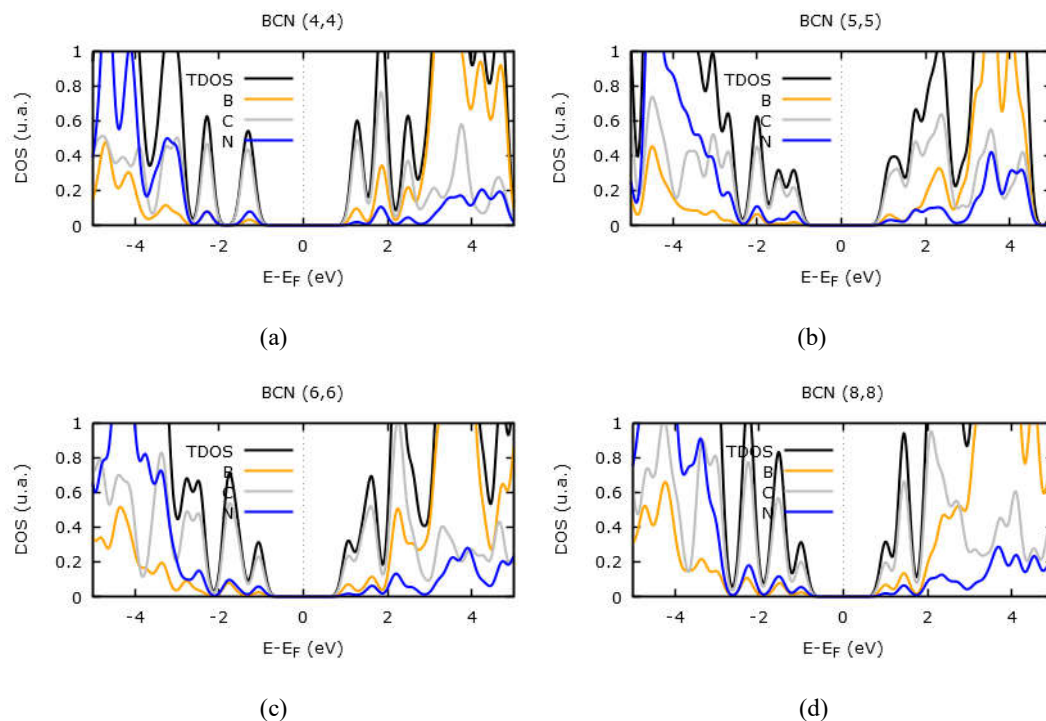 BCN (4,4)
1
0.8
0.6
0.4
0.2
0
DOS (u.a.)
TDOS
B
C
N
-4 -2 0 2 4
E-E_F (eV)
(a)
BCN (5,5)
1
0.8
0.6
0.4
0.2
0
DOS (u.a.)
TDOS
B
C
N
-4 -2 0 2 4
E-E_F (eV)
(b)
BCN (6,6)
1
0.8
0.6
0.4
0.2
0
DOS (u.a.)
TDOS
B
C
N
-4 -2 0 2 4
E-E_F (eV)
(c)
BCN (8,8)
1
0.8
0.6
0.4
0.2
0
DOS (u.a.)
TDOS
B
C
N
-4 -2 0 2 4
E-E_F (eV)
(d)